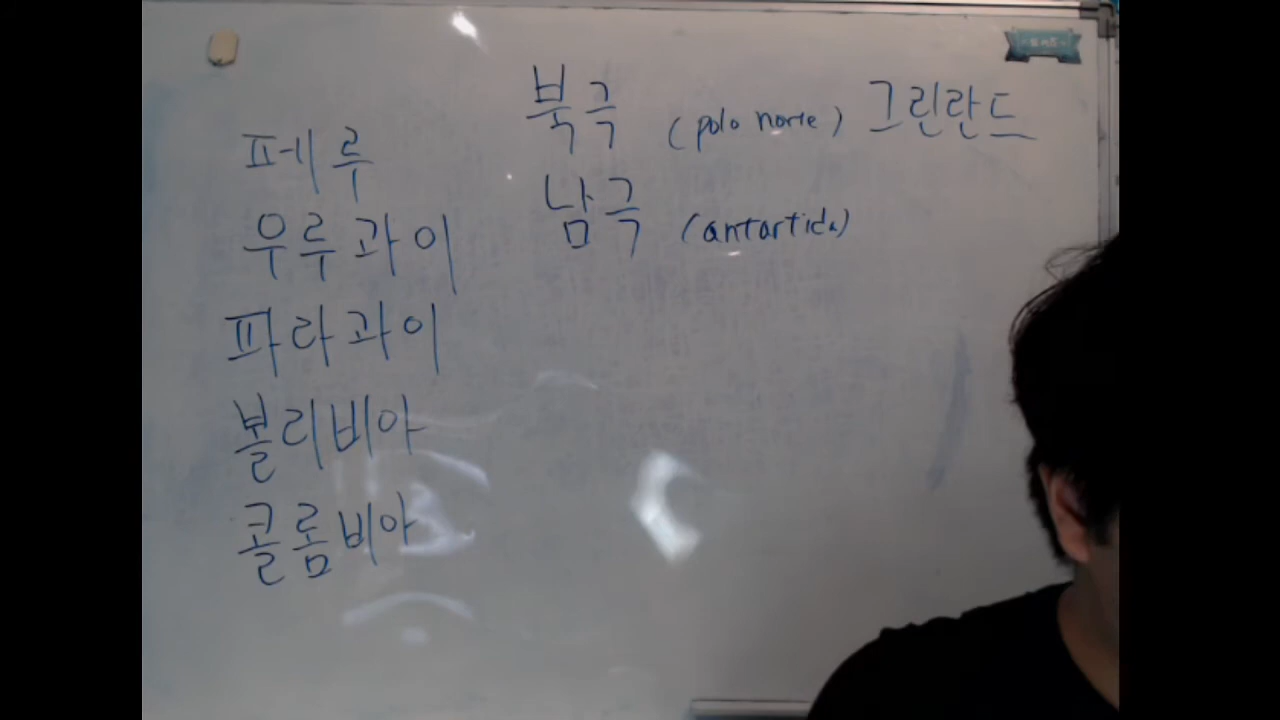 페루
우루과이
파라과이
볼리비아
콜롬비아
북극 (polo norte) 그린란드
남극 (antartida)